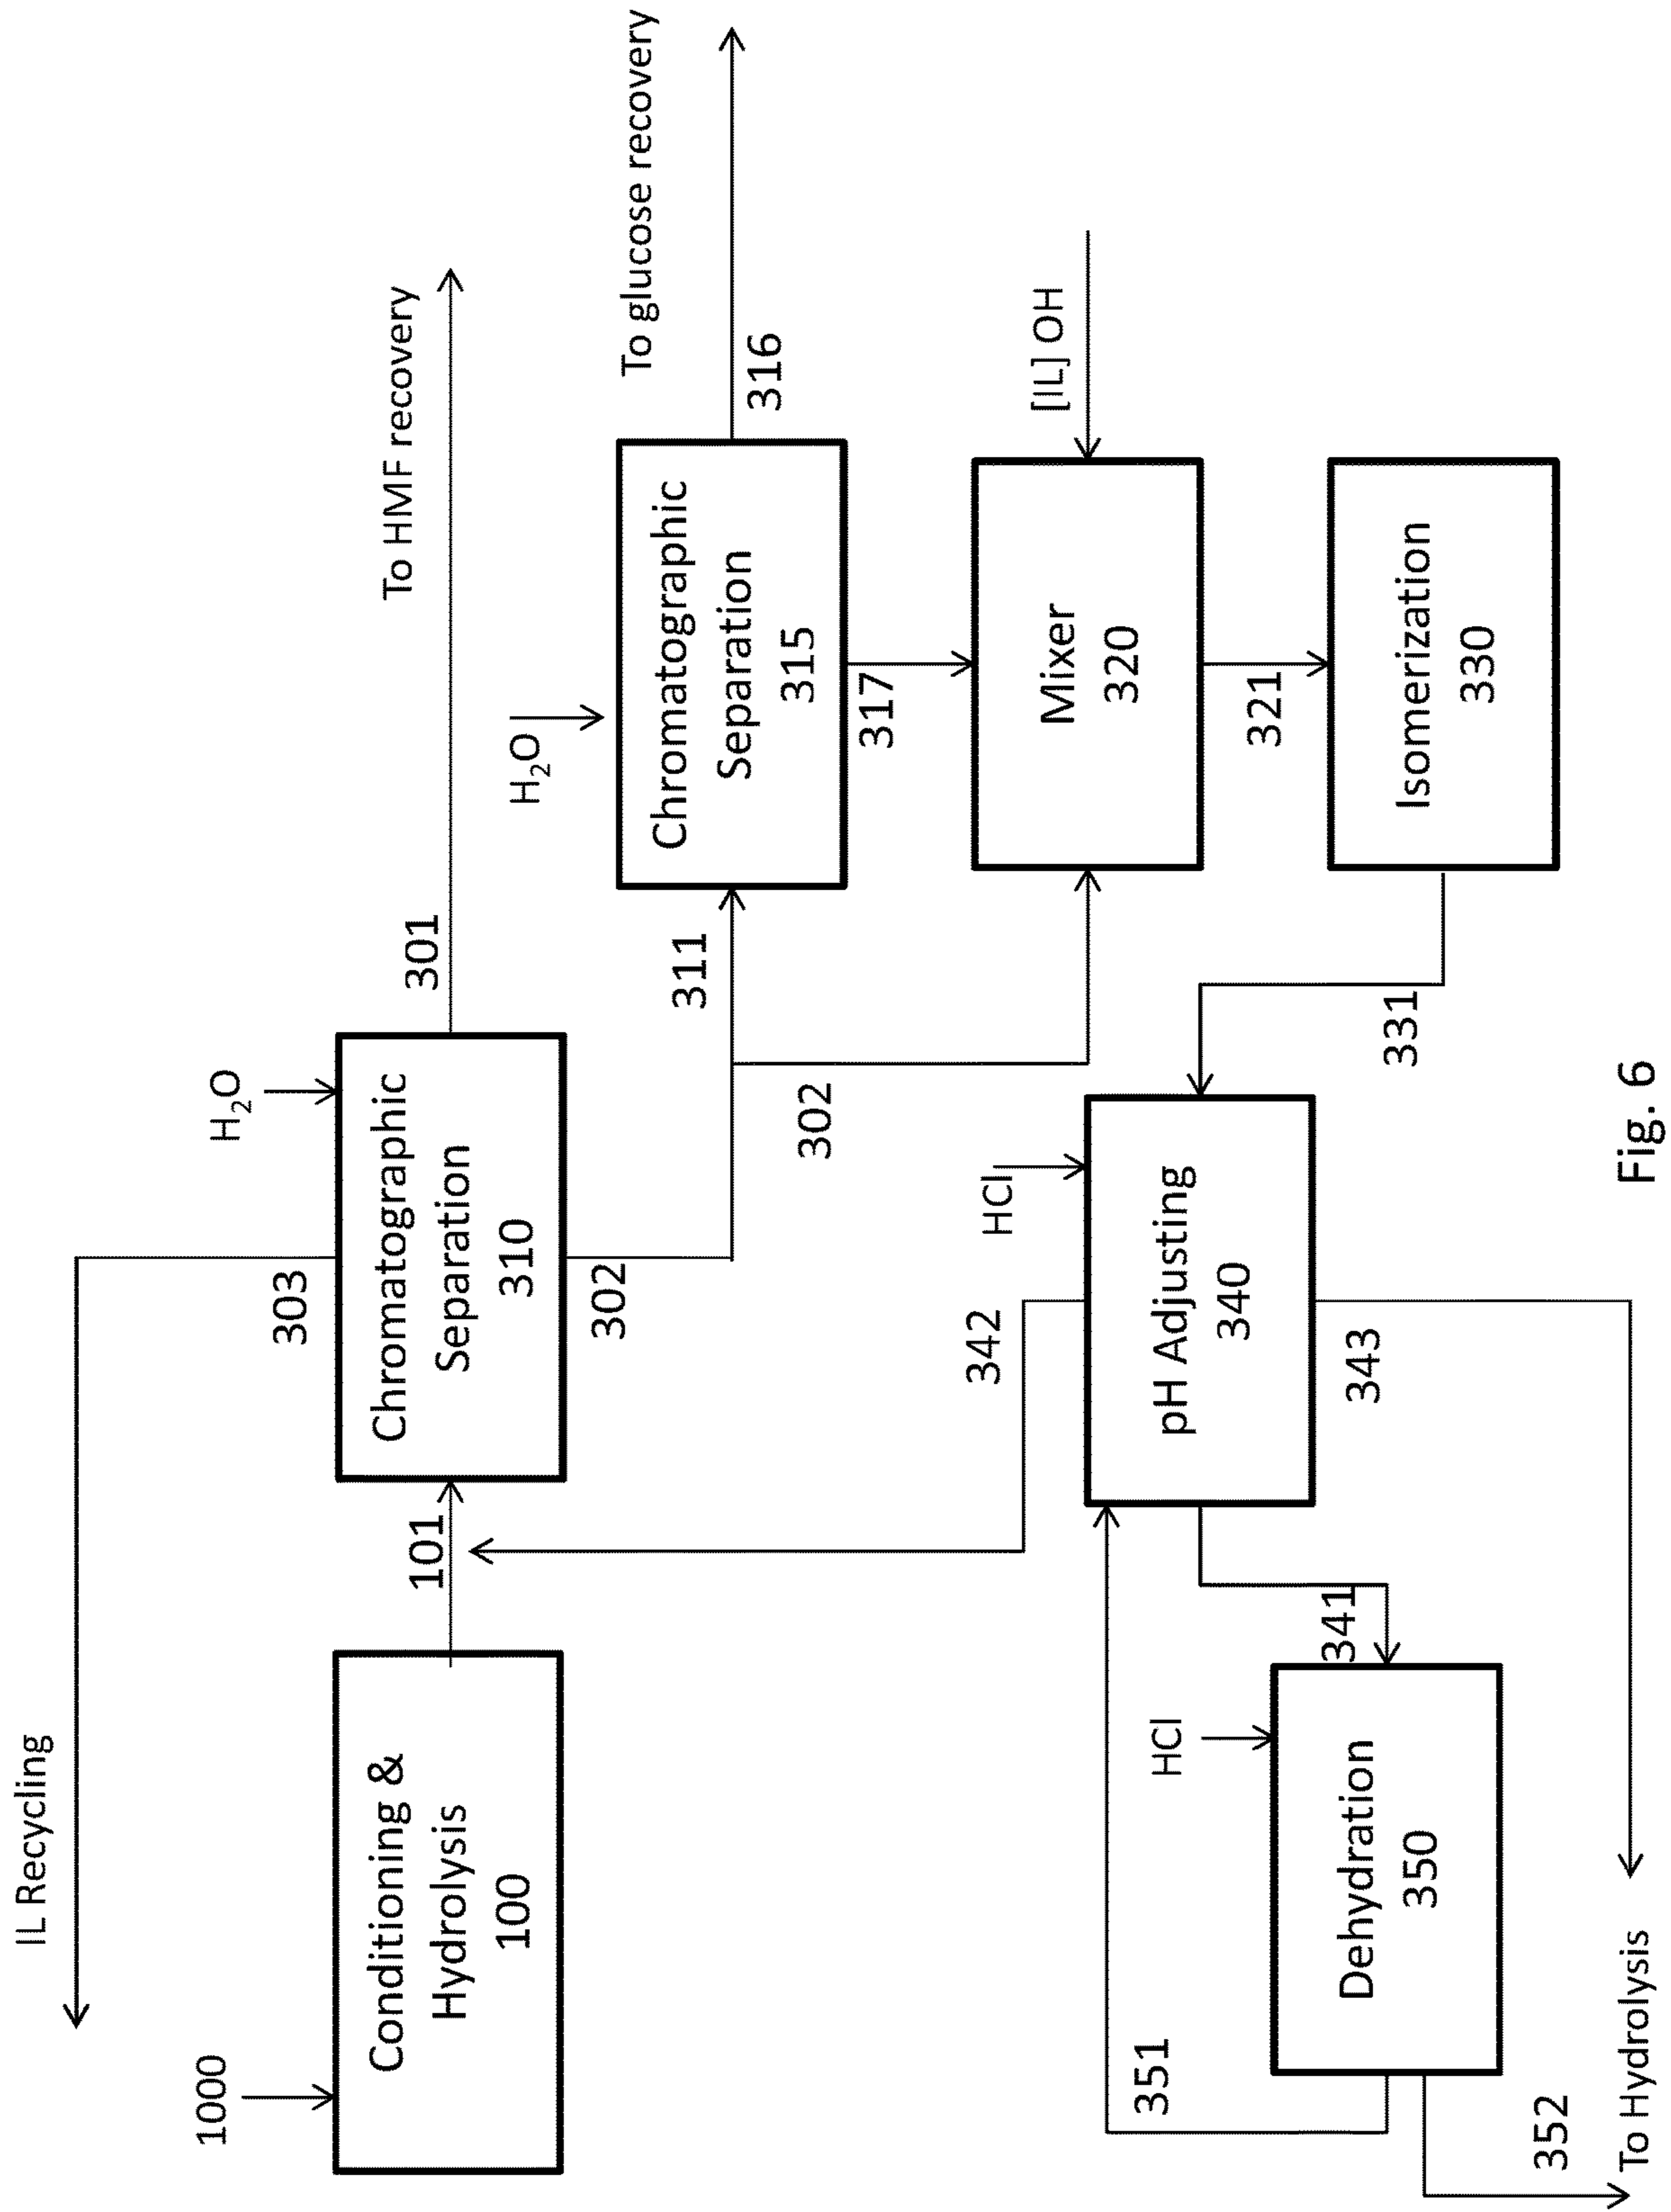 IL Recycling
1000
Conditioning &
Hydrolysis
100
101
303
H₂O
Chromatographic
Separation
310
301
To HMF recovery
302
311
H₂O
Chromatographic
Separation
315
316
To glucose recovery
302
317
Mixer
320
[IL] OH
321
Isomerization
330
331
HCl
342
pH Adjusting
340
343
341
HCl
Dehydration
350
351
352
To Hydrolysis
Fig. 6